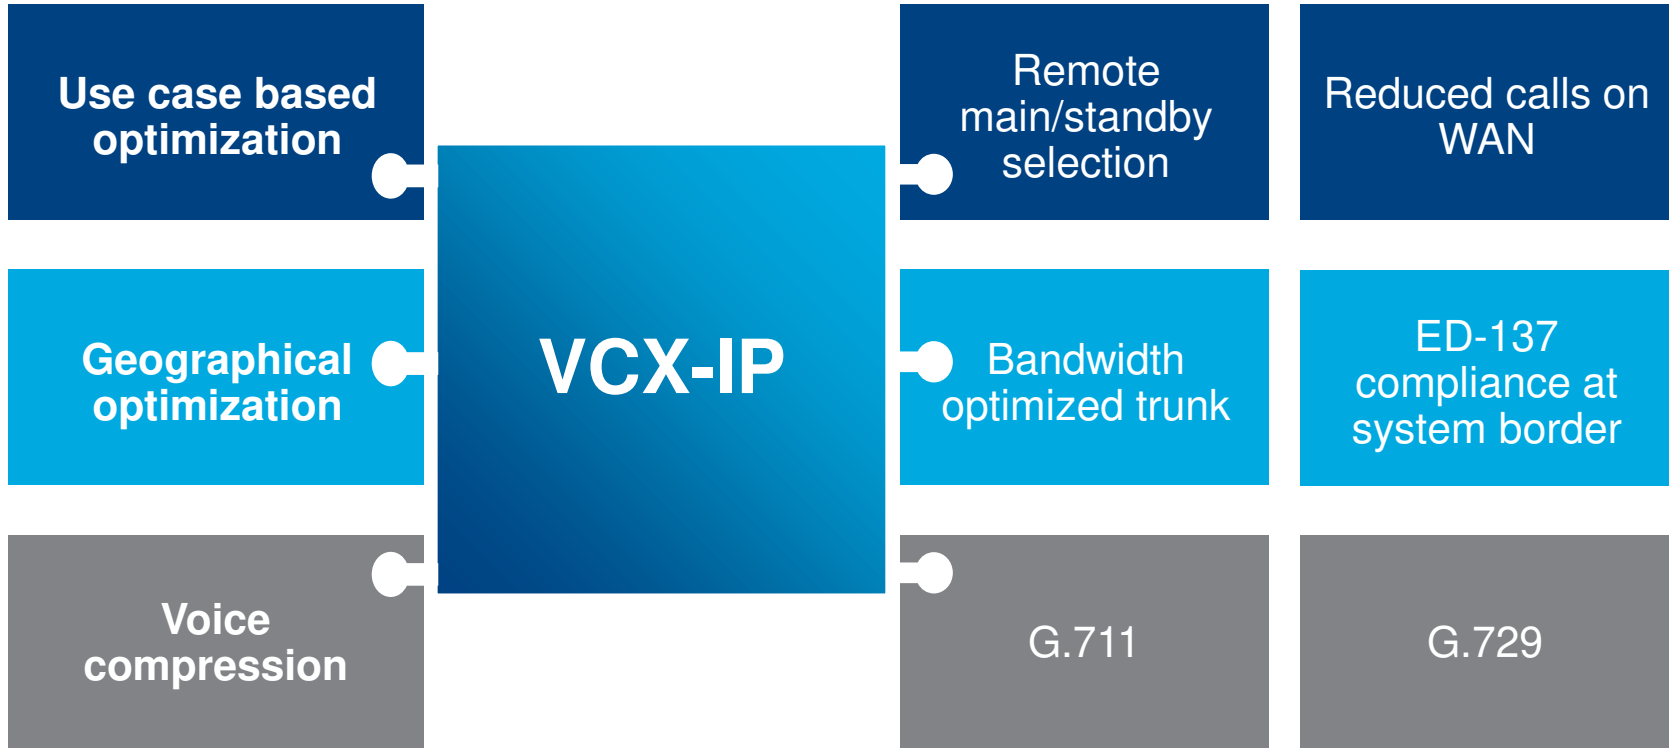 Use case based
optimization
Remote
main/standby
selection
Reduced calls on
WAN
Geographical
optimization
VCX-IP
Bandwidth
optimized trunk
ED-137
compliance at
system border
Voice
compression
G.711
G.729